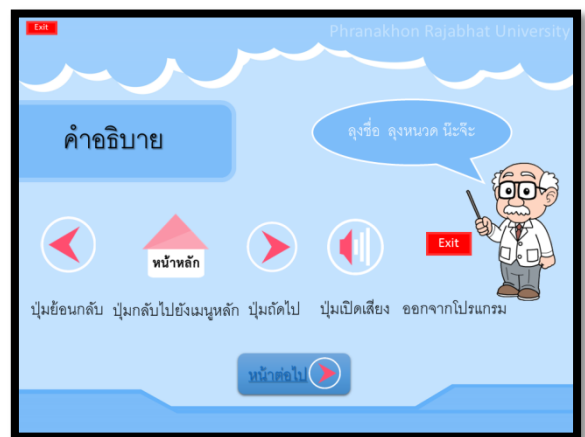 Exit
Phranakhon Rajabhat University
คำอธิบาย
ลุงชื่อ ลุงหนวด น๊ะจ๊ะ
หน้าหลัก
Exit
ปุ่มย้อนกลับ ปุ่มกลับไปยังเมนูหลัก ปุ่มถัดไป ปุ่มเปิดเสียง ออกจากโปรแกรม
หน้าต่อไป